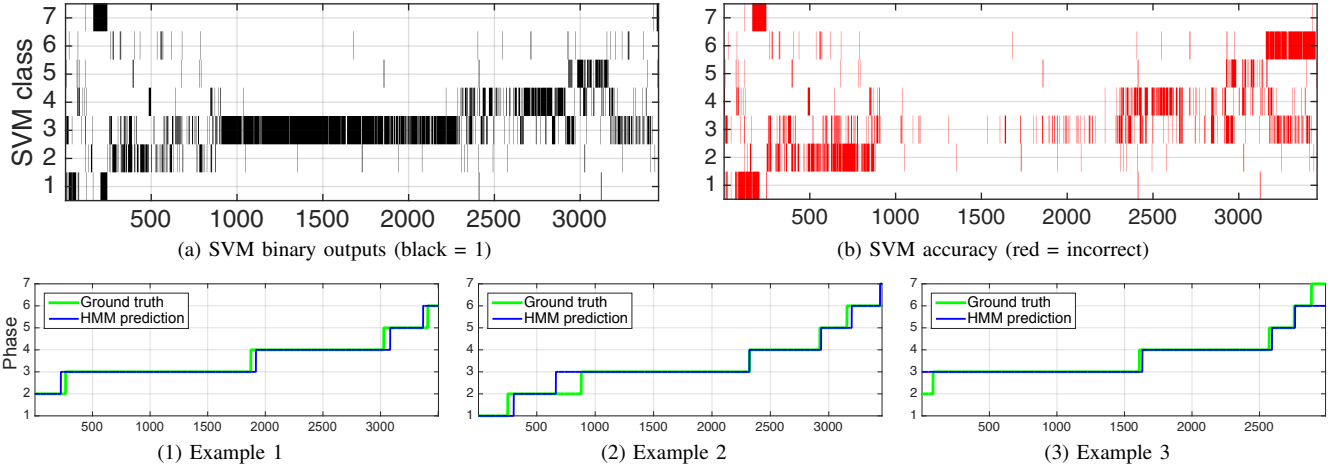 SVM class
7
6
5
4
3
2
1
500 1000 1500 2000 2500 3000
(a) SVM binary outputs (black = 1)
7
6
5
4
3
2
1
500 1000 1500 2000 2500 3000
(b) SVM accuracy (red = incorrect)
Phase
7
6
5
4
3
2
1
Ground truth
HMM prediction
500 1000 1500 2000 2500 3000
(1) Example 1
7
6
5
4
3
2
1
Ground truth
HMM prediction
500 1000 1500 2000 2500 3000
(2) Example 2
7
6
5
4
3
2
1
Ground truth
HMM prediction
500 1000 1500 2000 2500
(3) Example 3